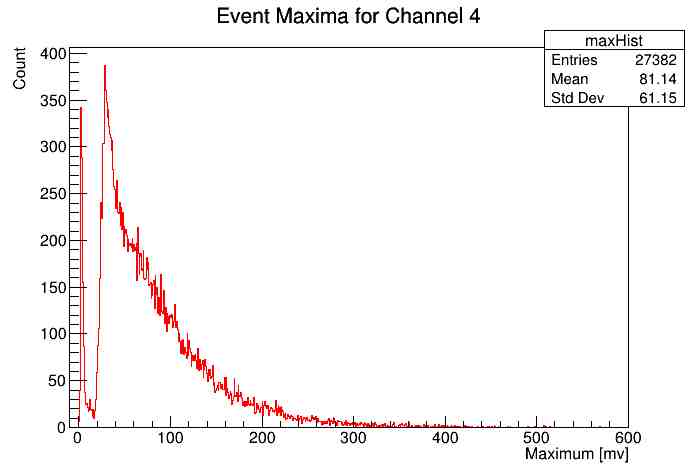 Event Maxima for Channel 4
maxHist
Entries 27382
Mean 81.14
Std Dev 61.15
Count
400
350
300
250
200
150
100
50
0
0 100 200 300 400 500 600
Maximum [mv]